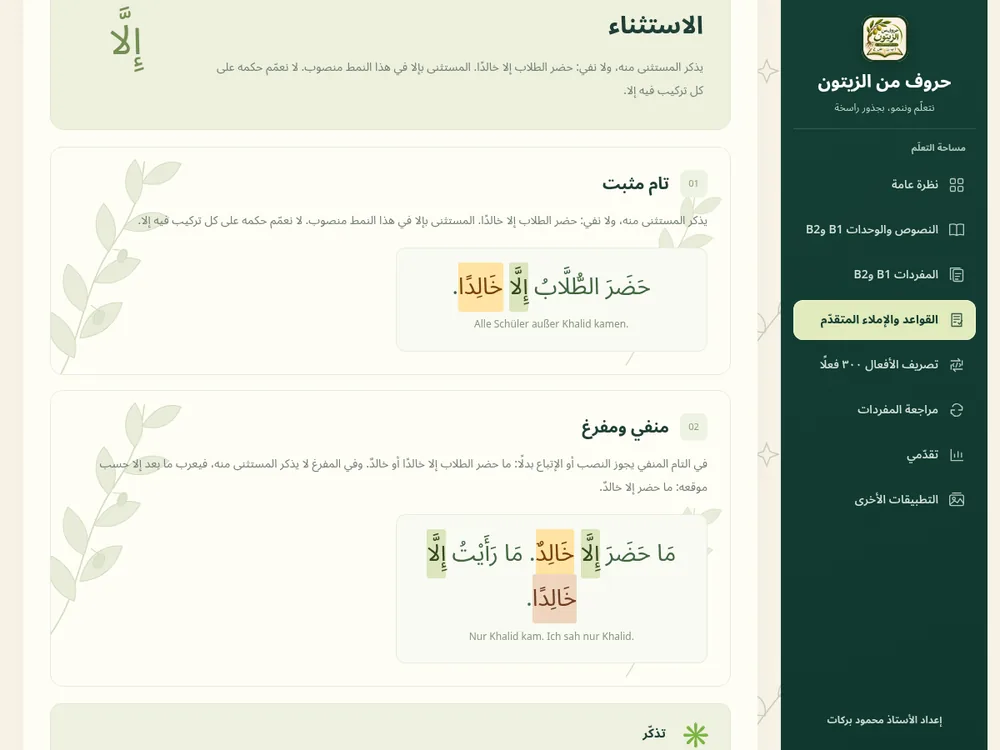 حروف من الزيتون
نتعلّم وننمو، بجذور راسخة
مساحة التعلّم
نظرة عامة
النصوص والوحدات B1 وB2
المفردات B1 وB2
القواعد والإملاء المتقدّم
تصريف الأفعال ٣٠٠ فعلًا
مراجعة المفردات
تقدّمي
التطبيقات الأخرى
إعداد الأستاذ محمود بركات
الاستثناء
إِلَّا
يذكر المستثنى منه، ولا نفي: حضر الطلاب إلا خالدًا. المستثنى بإلا في هذا النمط منصوب. لا نعمّم حكمه على
كل تركيب فيه إلا.
01
تام مثبت
يذكر المستثنى منه، ولا نفي: حضر الطلاب إلا خالدًا. المستثنى بإلا في هذا النمط منصوب. لا نعمّم حكمه على كل تركيب فيه إلا.
حَضَرَ الطُّلَّابُ إِلَّا خَالِدًا.
Alle Schüler außer Khalid kamen.
02
منفي ومفرغ
في التام المنفي يجوز النصب أو الإتباع بدلًا: ما حضر الطلاب إلا خالدًا أو خالدٌ. وفي المفرغ لا يذكر المستثنى منه، فيعرب ما بعد إلا حسب
موقعه: ما حضر إلا خالدٌ.
مَا حَضَرَ إِلَّا خَالِدٌ. مَا رَأَيْتُ إِلَّا
خَالِدًا.
Nur Khalid kam. Ich sah nur Khalid.
تذكّر